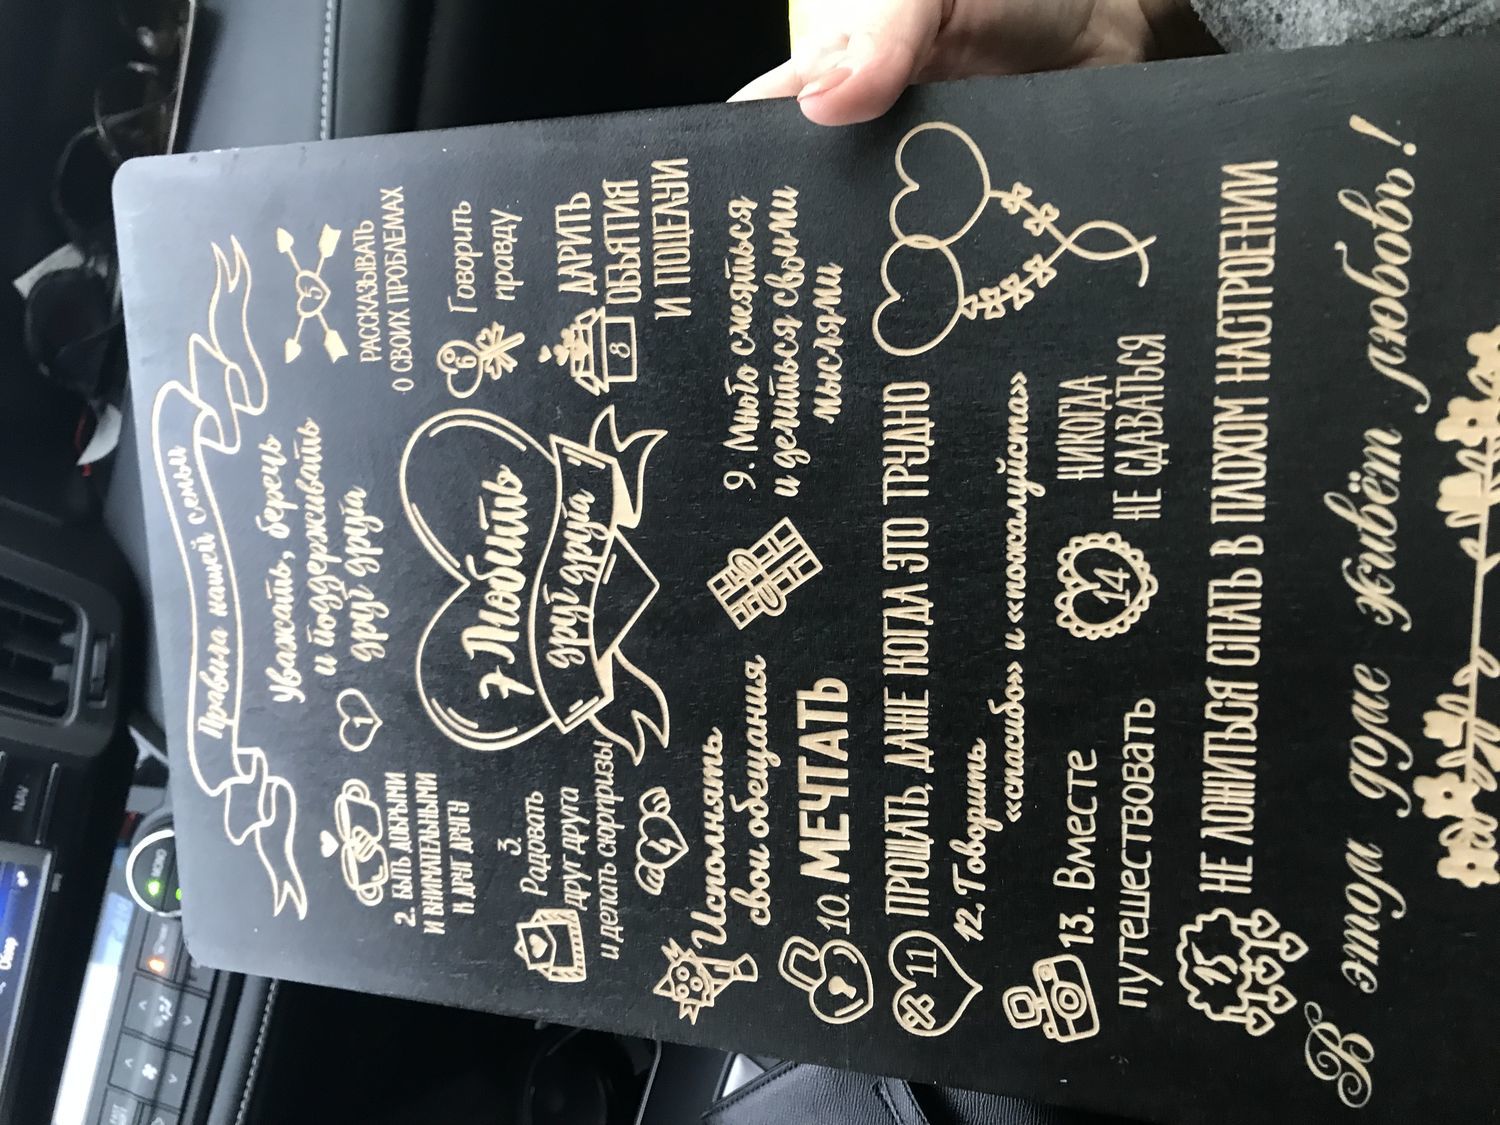 Правила нашей семьи
1
Уважать, беречь
и поддерживать
друг друга
5
РАССКАЗЫВАТЬ
О СВОИХ ПРОБЛЕМАХ
2. БЫТЬ ДОБРЫМИ
И ВНИМАТЕЛЬНЫМИ
К ДРУГ ДРУГУ
6
Говорить
правду
3.
Радовать
друг друга
и делать сюрпризы
7 Любить
друг друга
8
ДАРИТЬ
ОБЪЯТИЯ
И ПОЦЕЛУИ
4
Исполнять
свои обещания
9. Много смеяться
и делиться своими
мыслями
10. МЕЧТАТЬ
11
ПРОЩАТЬ, ДАЖЕ КОГДА ЭТО ТРУДНО
12. Говорить
«спасибо» и «пожалуйста»
13. Вместе
путешествовать
14
НИКОГДА
НЕ СДАВАТЬСЯ
15
НЕ ЛОЖИТЬСЯ СПАТЬ В ПЛОХОМ НАСТРОЕНИИ
В этом доме живёт любовь!
NAV
Обзор
MONO